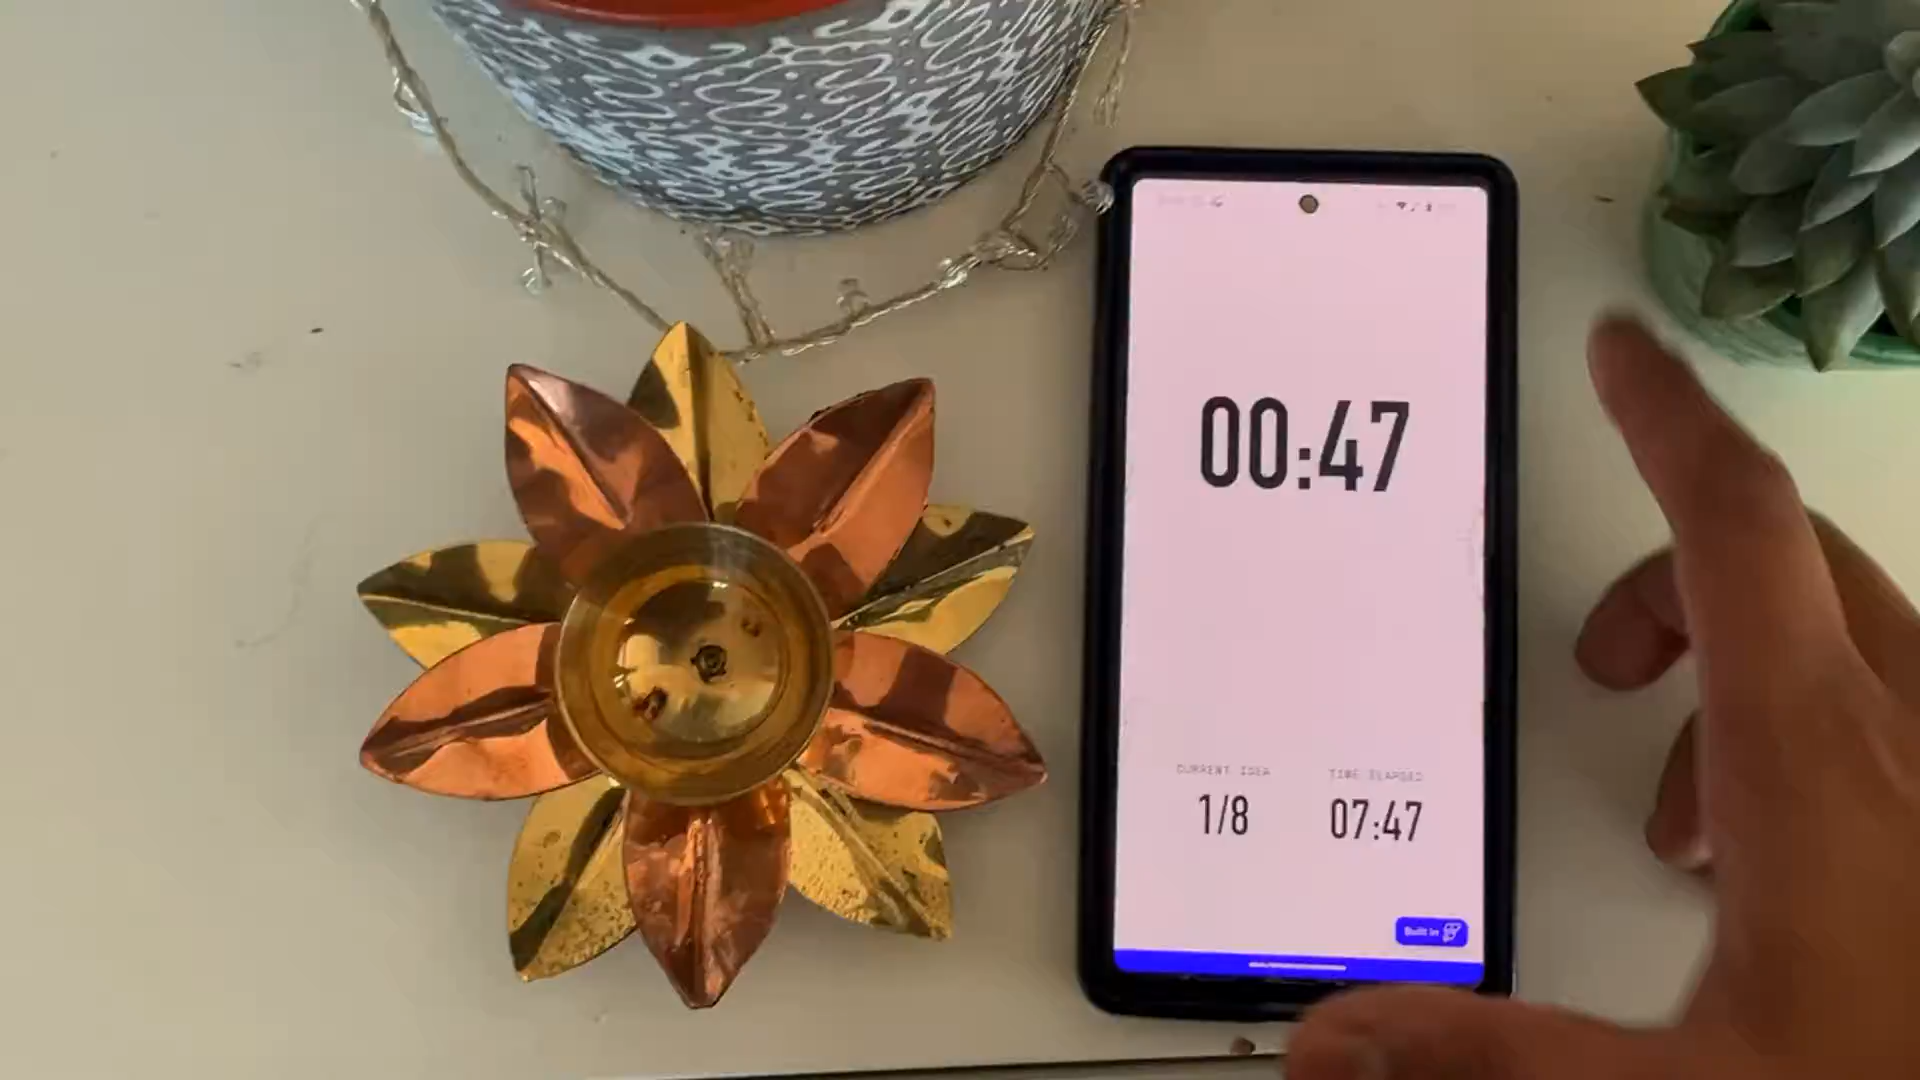 00:47
CURRENT IDEA
TIME ELAPSED
1/8
07:47
Built in